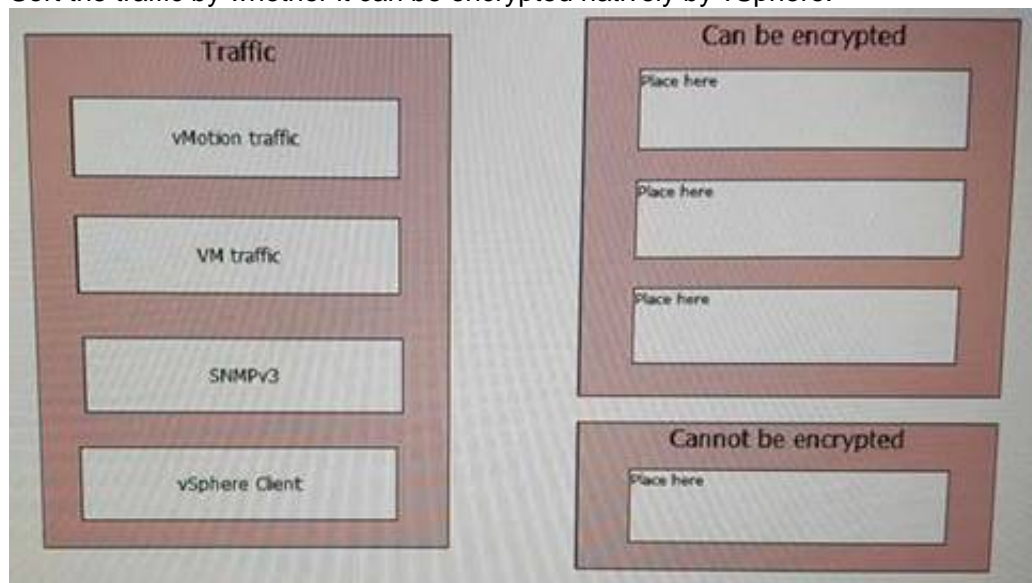 Sort the traffic by whether it can be encrypted natively by vSphere.
Traffic
vMotion traffic
VM traffic
SNMPv3
vSphere Client
Can be encrypted
Place here
Place here
Place here
Cannot be encrypted
Place here